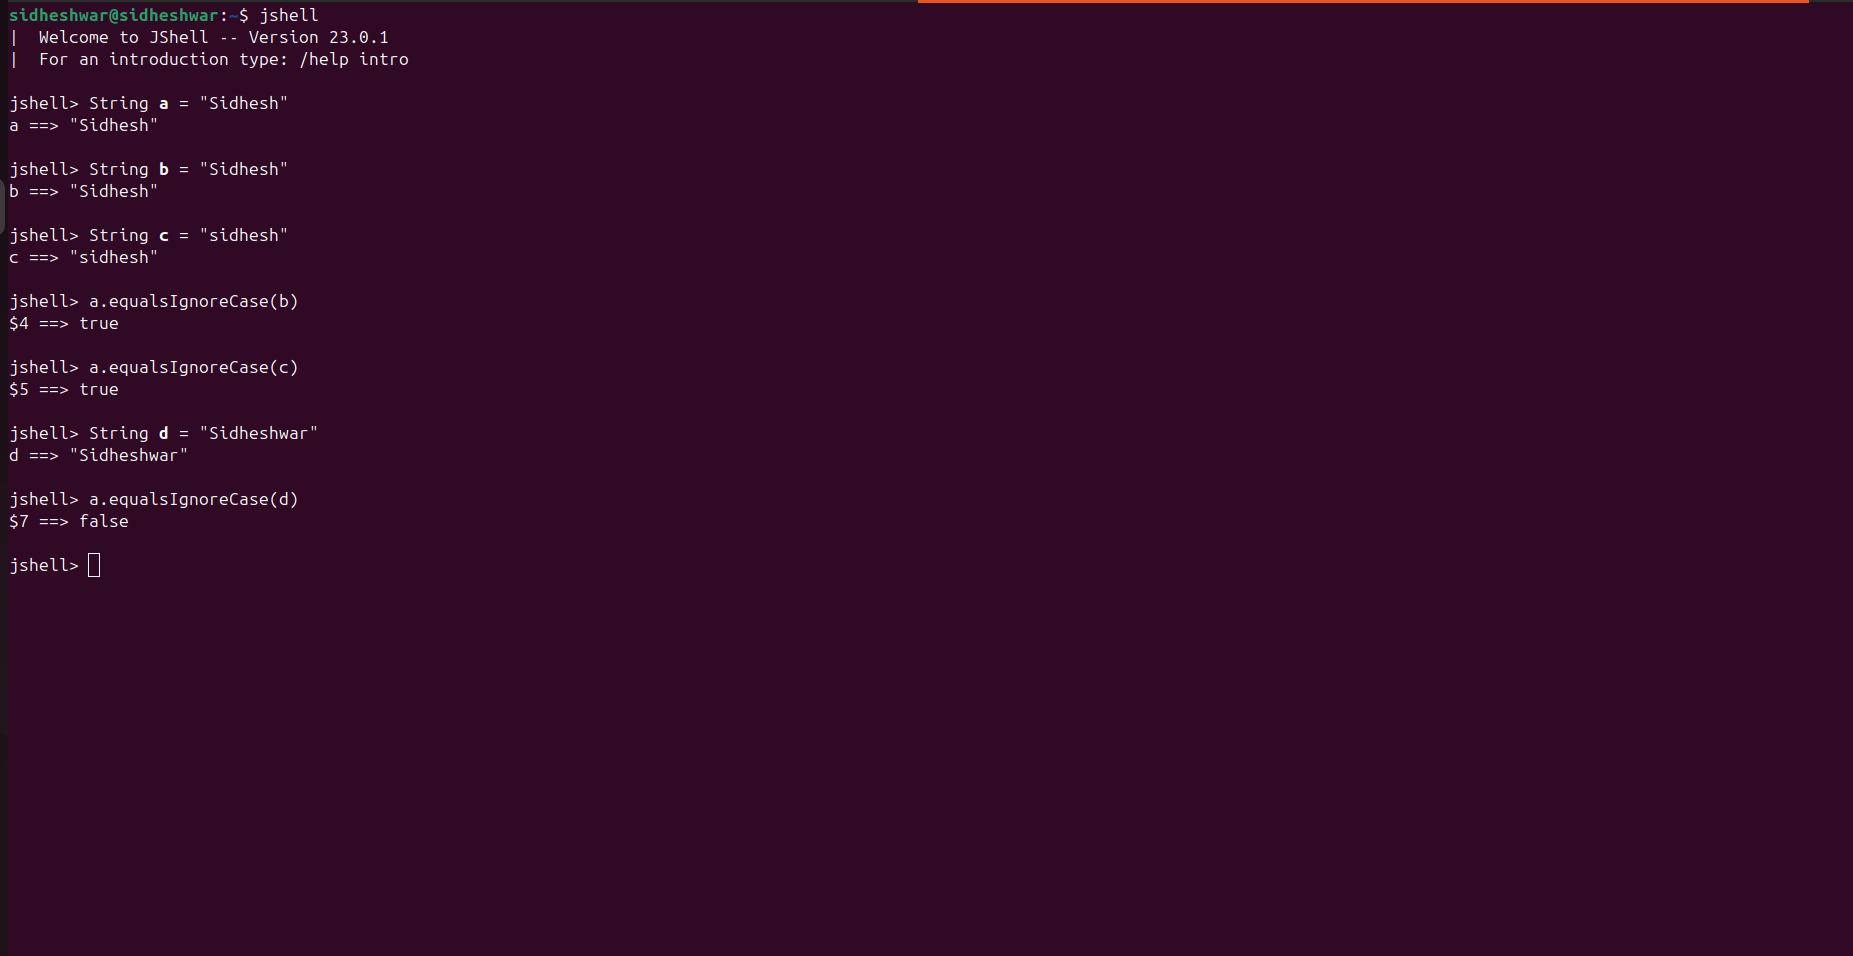 sidheshwar@sidheshwar:~$ jshell
|  Welcome to JShell -- Version 23.0.1
|  For an introduction type: /help intro
jshell> String a = "Sidhesh"
a ==> "Sidhesh"
jshell> String b = "Sidhesh"
b ==> "Sidhesh"
jshell> String c = "sidhesh"
c ==> "sidhesh"
jshell> a.equalsIgnoreCase(b)
$4 ==> true
jshell> a.equalsIgnoreCase(c)
$5 ==> true
jshell> String d = "Sidheshwar"
d ==> "Sidheshwar"
jshell> a.equalsIgnoreCase(d)
$7 ==> false
jshell>